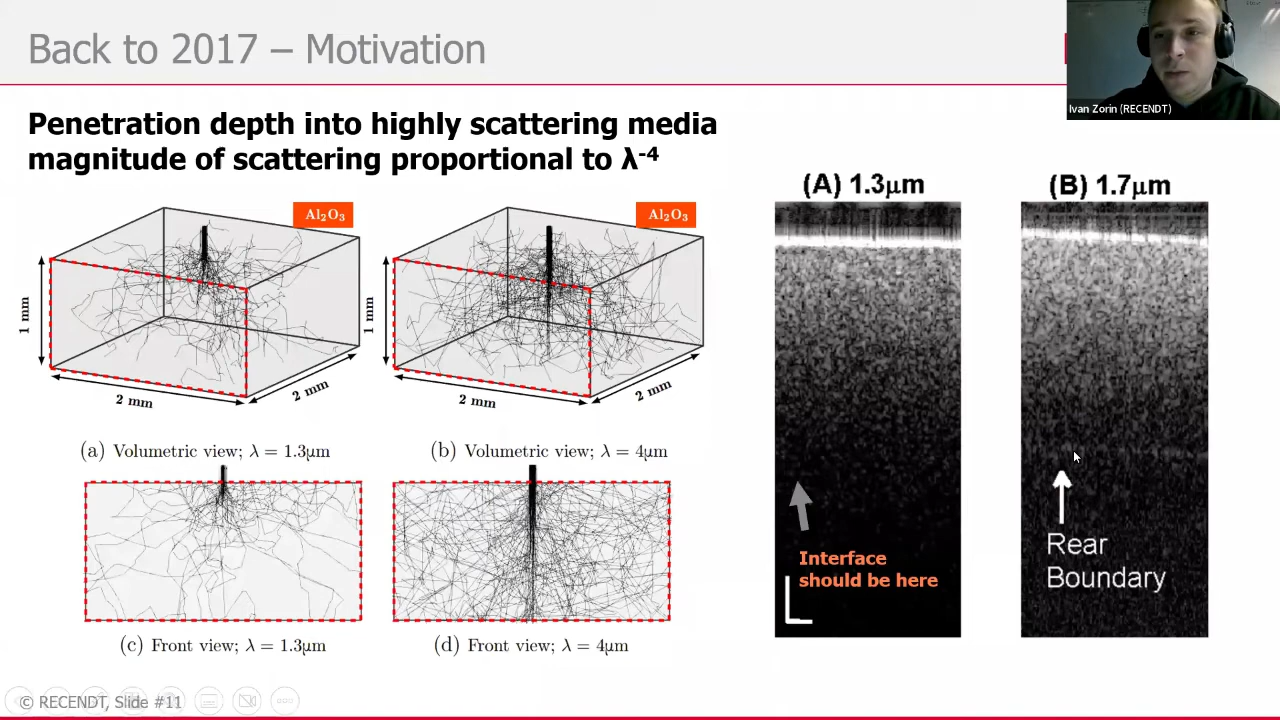 Back to 2017 – Motivation
Ivan Zorin (RECENDT)
Penetration depth into highly scattering media
magnitude of scattering proportional to λ⁻⁴
Al₂O₃
1 mm
2 mm
2 mm
(a) Volumetric view; λ = 1.3μm
Al₂O₃
1 mm
2 mm
2 mm
(b) Volumetric view; λ = 4μm
(c) Front view; λ = 1.3μm
(d) Front view; λ = 4μm
(A) 1.3μm
Interface
should be here
(B) 1.7μm
Rear
Boundary
© RECENDT, Slide #11